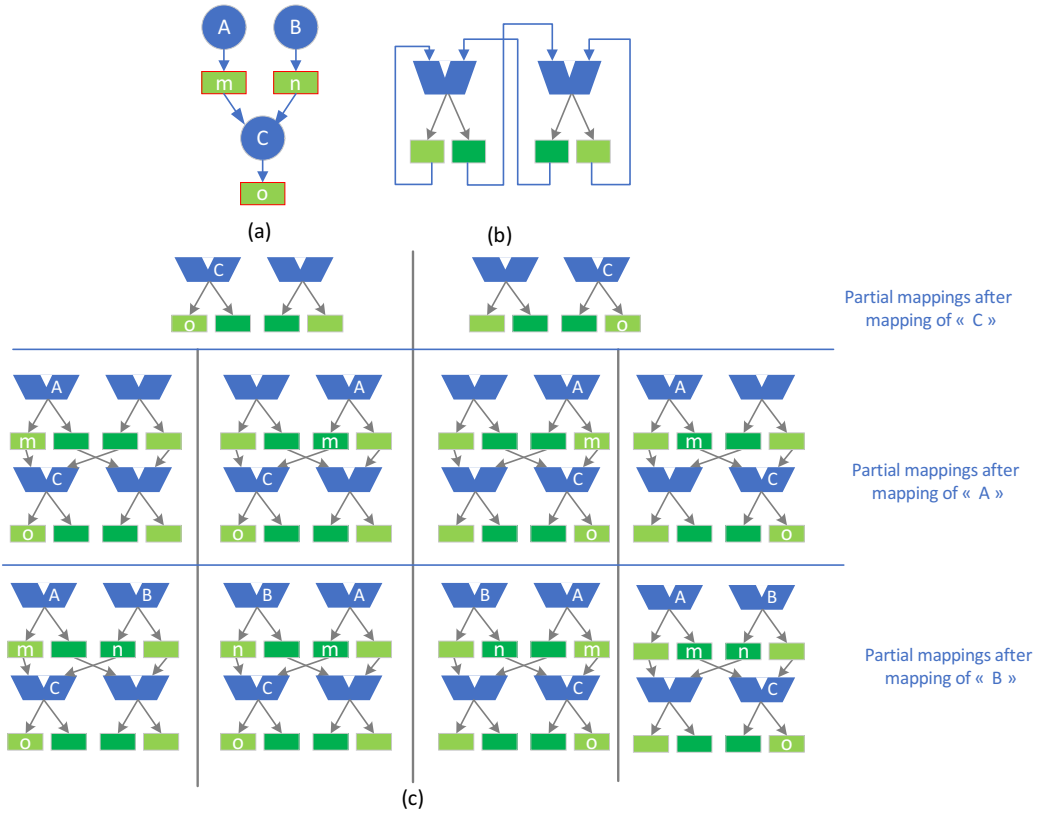 A B
m n
C
o
(a) (b)
C C
o o
Partial mappings after
mapping of « C »
A A A A
m m m m
C C C C
o o o o
Partial mappings after
mapping of « A »
A B B A B A A B
m n n m n m m n
C C C C
o o o o
Partial mappings after
mapping of « B »
(c)